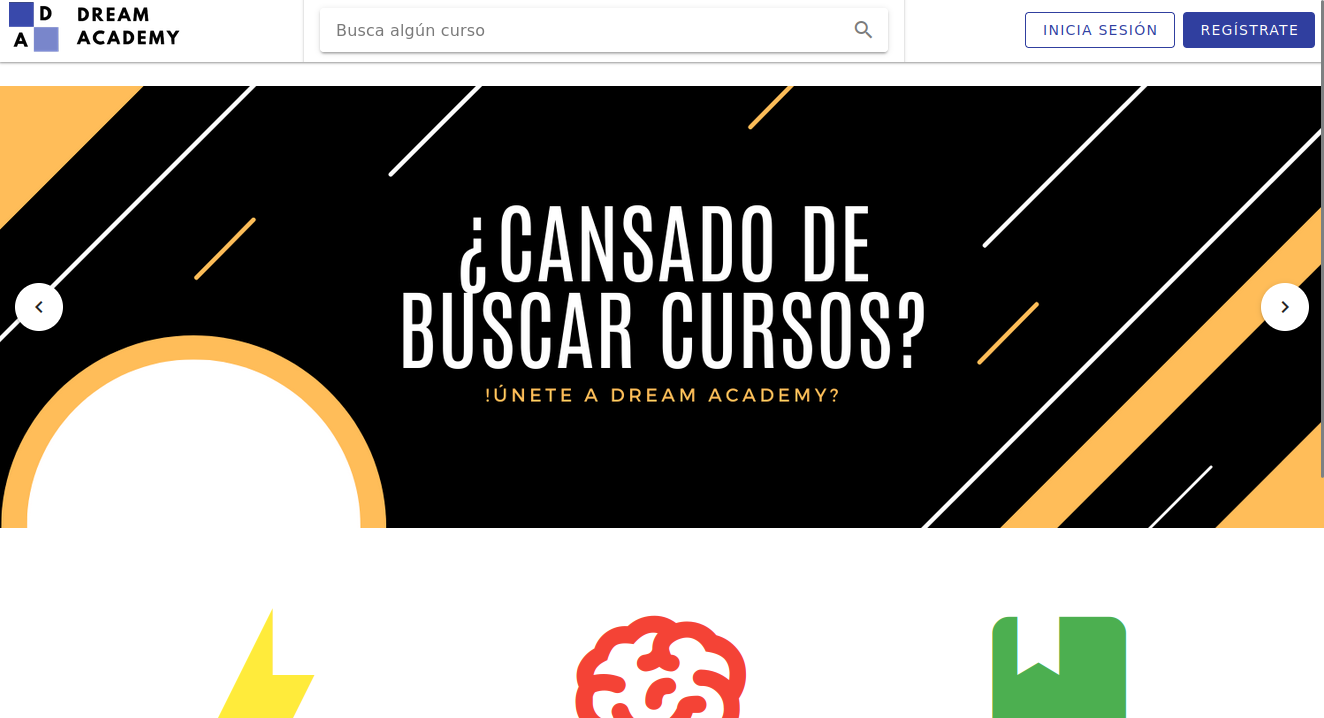 D
A
DREAM
ACADEMY
Busca algún curso
INICIA SESIÓN
REGÍSTRATE
¿CANSADO DE
BUSCAR CURSOS?
!ÚNETE A DREAM ACADEMY?